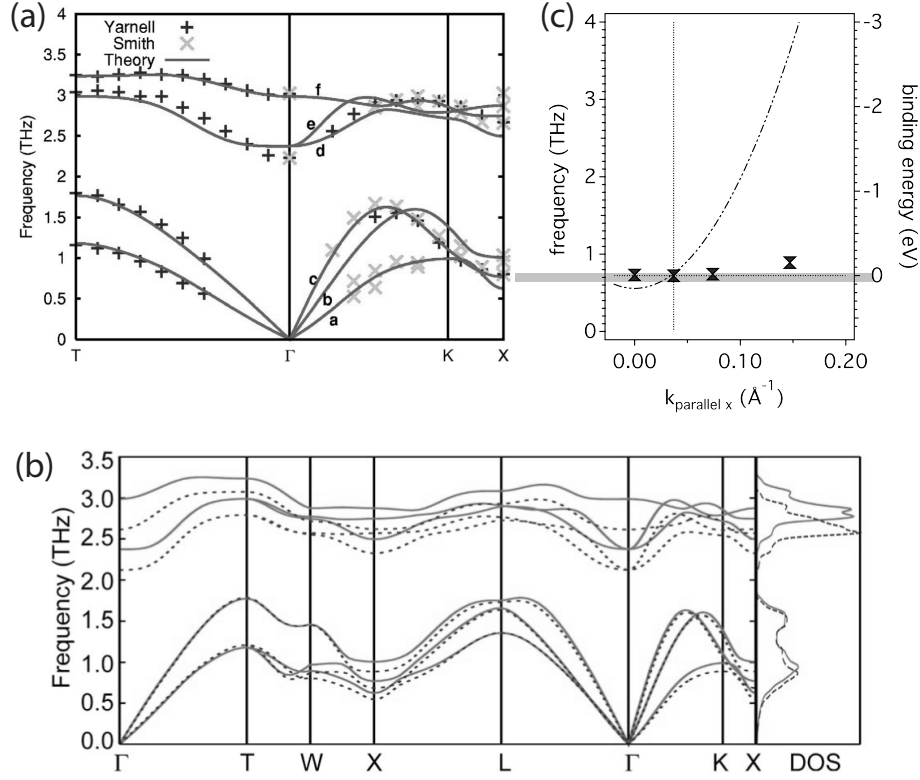 (a)
4
3.5
3
2.5
2
1.5
1
0.5
0
Frequency (THz)
Yarnell
Smith
Theory
f
e
d
c
b
a
T Γ K X
(c)
4
3
2
1
0
frequency (THz)
-3
-2
-1
0
binding energy (eV)
0.00 0.10 0.20
k parallel x (Å-1)
(b)
3.5
3.0
2.5
2.0
1.5
1.0
0.5
0.0
Frequency (THz)
Γ T W X L Γ K X DOS